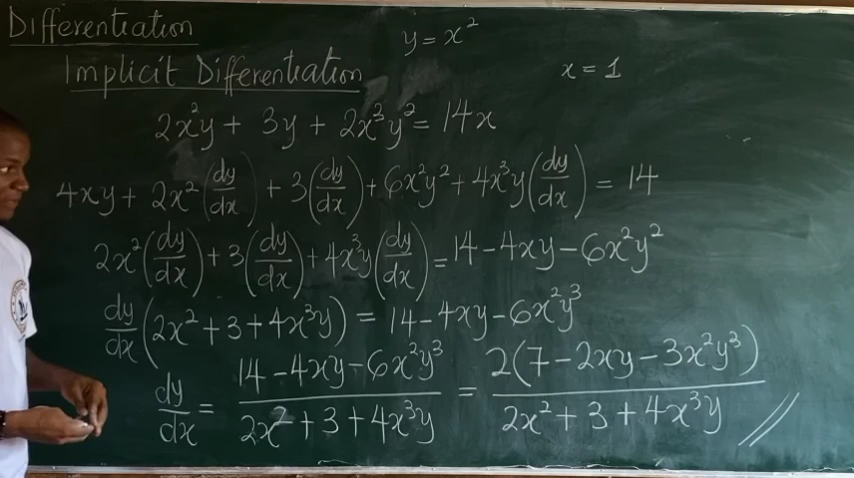 Differentiation
y = x²
Implicit Differentiation
x = 1
2x²y + 3y + 2x³y² = 14x
4xy + 2x²(dy/dx) + 3(dy/dx) + 6x²y² + 4x³y(dy/dx) = 14
2x²(dy/dx) + 3(dy/dx) + 4x³y(dy/dx) = 14 - 4xy - 6x²y²
dy/dx(2x² + 3 + 4x³y) = 14 - 4xy - 6x²y³
dy/dx = (14 - 4xy - 6x²y³)/(2x² + 3 + 4x³y) = 2(7 - 2xy - 3x²y³)/(2x² + 3 + 4x³y) //